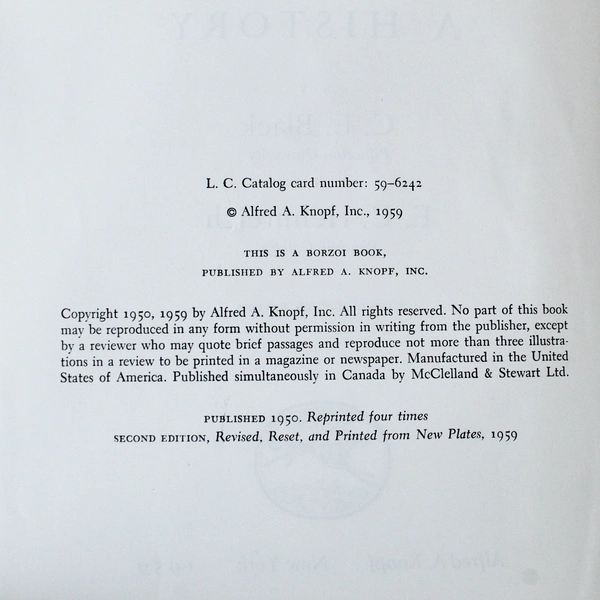 A HISTORY
L. C. Catalog card number: 59–6242
© Alfred A. Knopf, Inc., 1959
THIS IS A BORZOI BOOK,
PUBLISHED BY ALFRED A. KNOPF, INC.
Copyright 1950, 1959 by Alfred A. Knopf, Inc. All rights reserved. No part of this book
may be reproduced in any form without permission in writing from the publisher, except
by a reviewer who may quote brief passages and reproduce not more than three illustra-
tions in a review to be printed in a magazine or newspaper. Manufactured in the United
States of America. Published simultaneously in Canada by McClelland & Stewart Ltd.
PUBLISHED 1950. Reprinted four times
SECOND EDITION, Revised, Reset, and Printed from New Plates, 1959
Alfred A Knopf New York